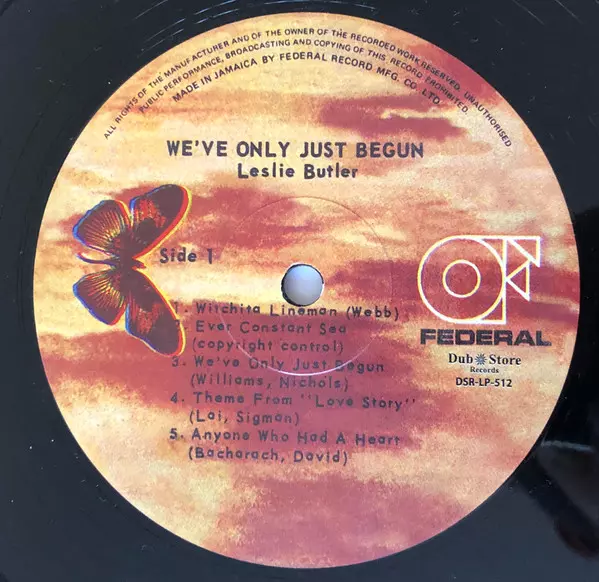 ALL RIGHTS OF THE MANUFACTURER AND OF THE OWNER OF THE RECORDED WORK RESERVED. UNAUTHORISED
PUBLIC PERFORMANCE, BROADCASTING AND COPYING OF THIS RECORD PROHIBITED.
MADE IN JAMAICA BY FEDERAL RECORD MFG. CO. LTD.
WE'VE ONLY JUST BEGUN
Leslie Butler
Side 1
1. Witchita Lineman (Webb)
2. Ever Constant Sea
(copyright control)
3. We've Only Just Begun
(Williams, Nichols)
4. Theme From "Love Story"
(Lai, Sigman)
5. Anyone Who Had A Heart
(Bacharach, David)
FEDERAL
Dub Store
Records
DSR-LP-512